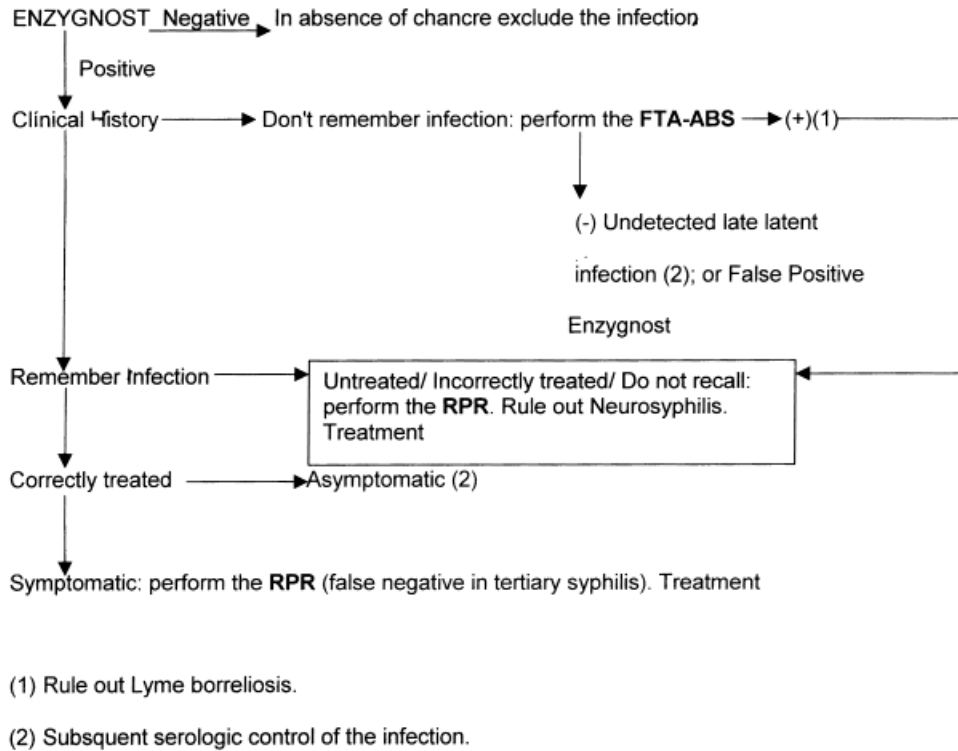 ENZYGNOST Negative In absence of chancre exclude the infection
Positive
Clínical History Don't remember infection: perform the FTA-ABS (+)(1)
(-) Undetected late latent
infection (2); or False Positive
Enzygnost
Remember Infection
Untreated/ Incorrectly treated/ Do not recall:
perform the RPR. Rule out Neurosyphilis.
Treatment
Correctly treated Asymptomatic (2)
Symptomatic: perform the RPR (false negative in tertiary syphilis). Treatment
(1) Rule out Lyme borreliosis.
(2) Subsquent serologic control of the infection.